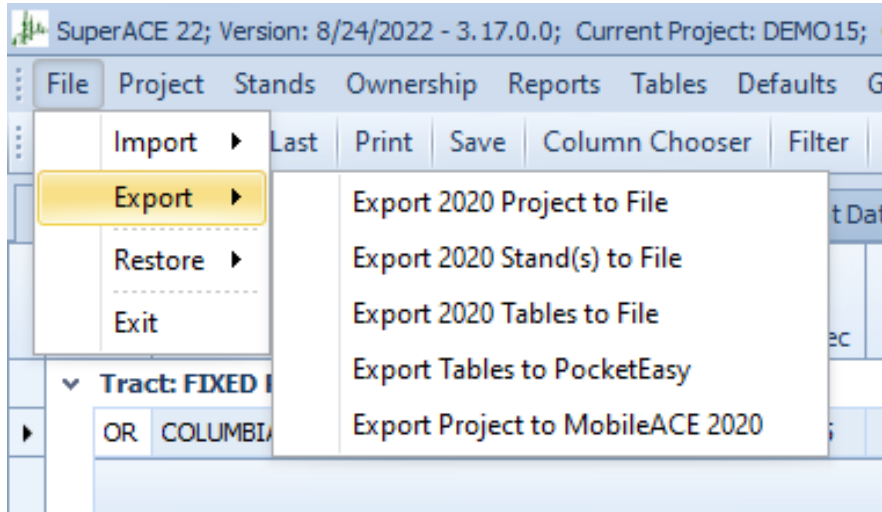 SuperACE 22; Version: 8/24/2022 - 3.17.0.0; Current Project: DEMO15;
File Project Stands Ownership Reports Tables Defaults
Import Last Print Save Column Chooser Filter
Export
Restore
Exit
Export 2020 Project to File
Export 2020 Stand(s) to File
Export 2020 Tables to File
Export Tables to PocketEasy
Export Project to MobileACE 2020
Tract: FIXED
OR